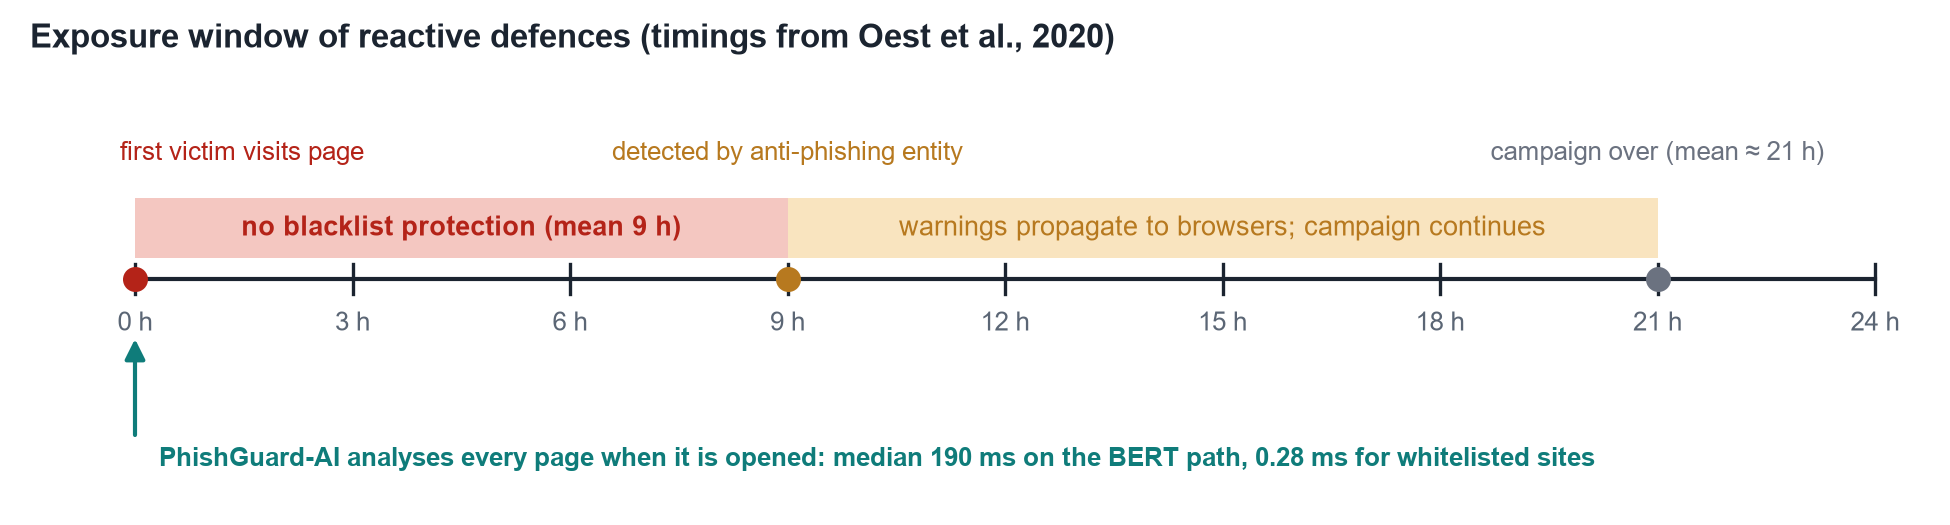 Exposure window of reactive defences (timings from Oest et al., 2020)
first victim visits page
detected by anti-phishing entity
campaign over (mean ≈ 21 h)
no blacklist protection (mean 9 h)
warnings propagate to browsers; campaign continues
0 h
3 h
6 h
9 h
12 h
15 h
18 h
21 h
24 h
PhishGuard-AI analyses every page when it is opened: median 190 ms on the BERT path, 0.28 ms for whitelisted sites